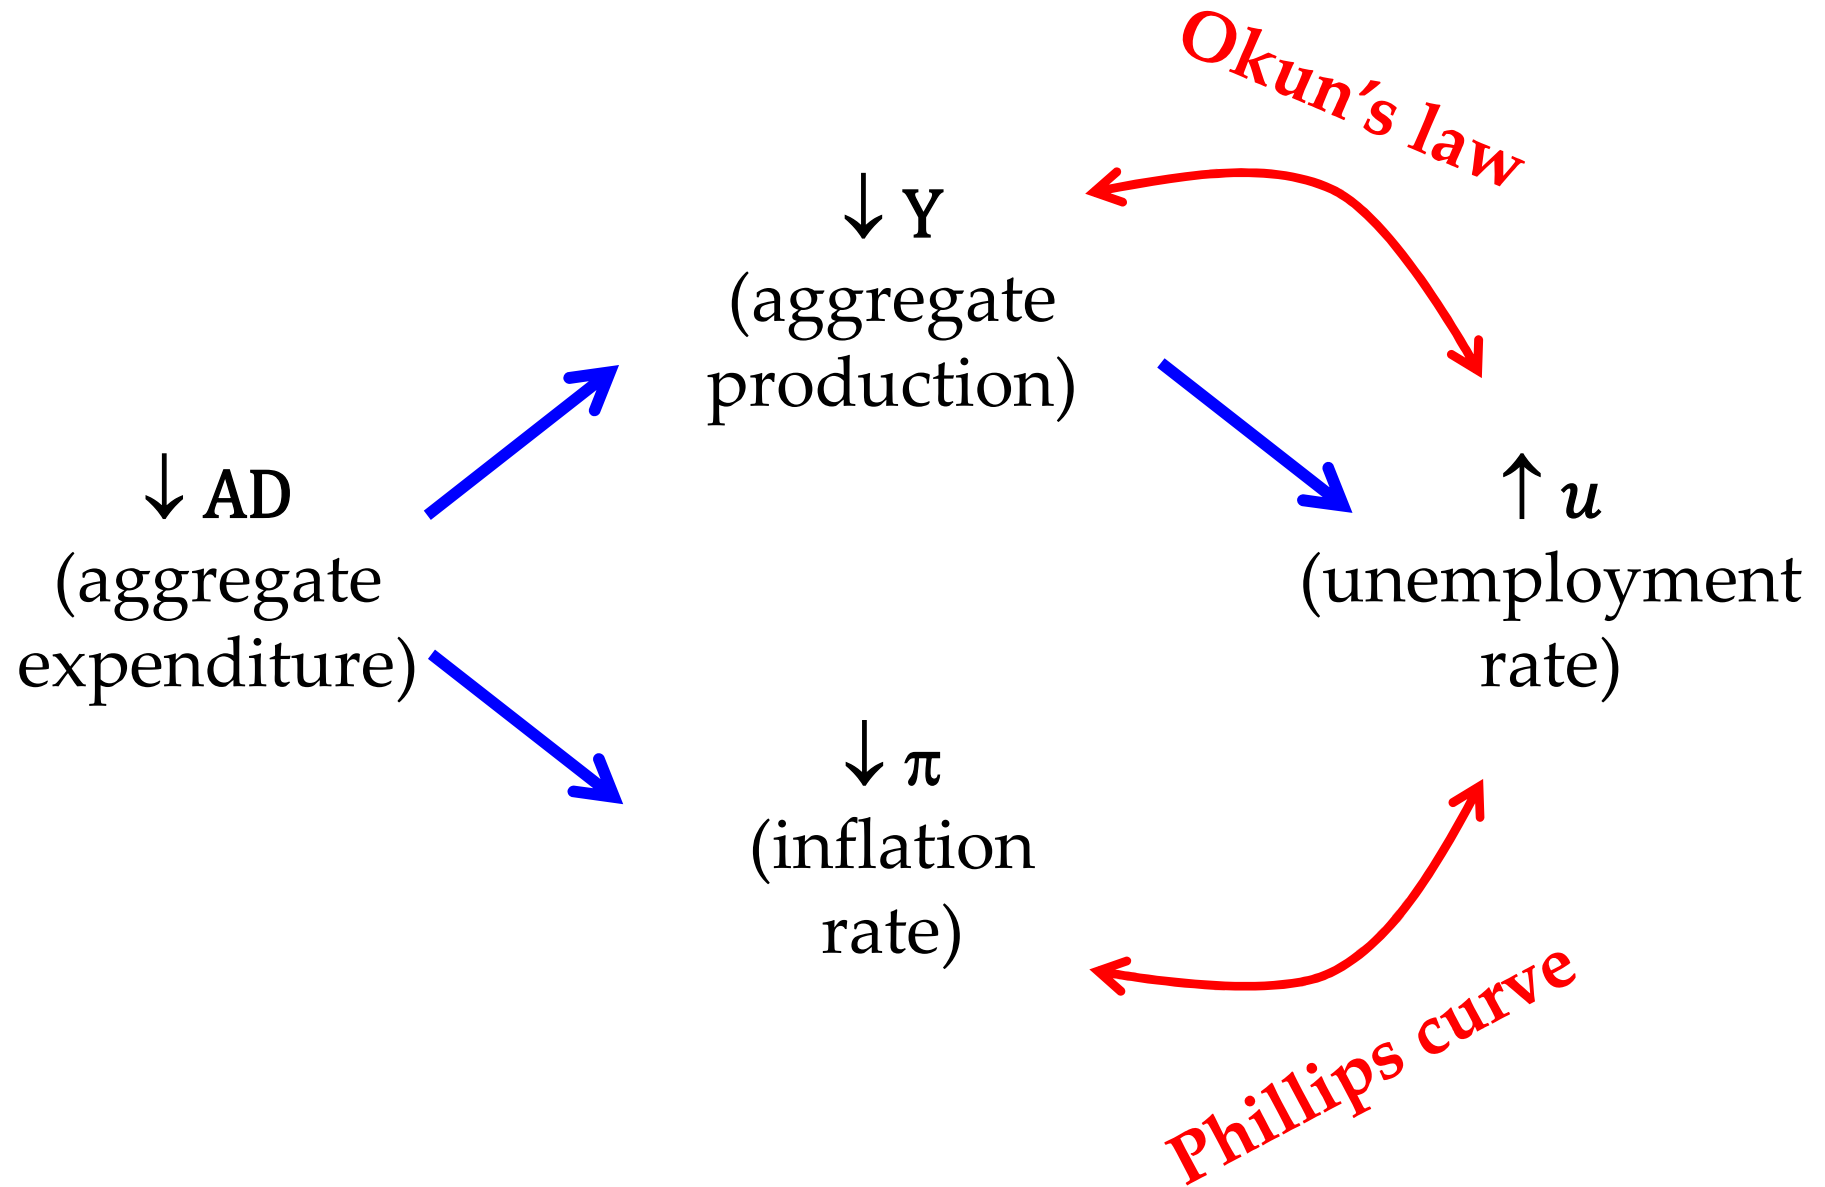 Okun’s law
↓ Y
(aggregate
production)
↓ AD
(aggregate
expenditure)
↑ u
(unemployment
rate)
↓ π
(inflation
rate)
Phillips curve